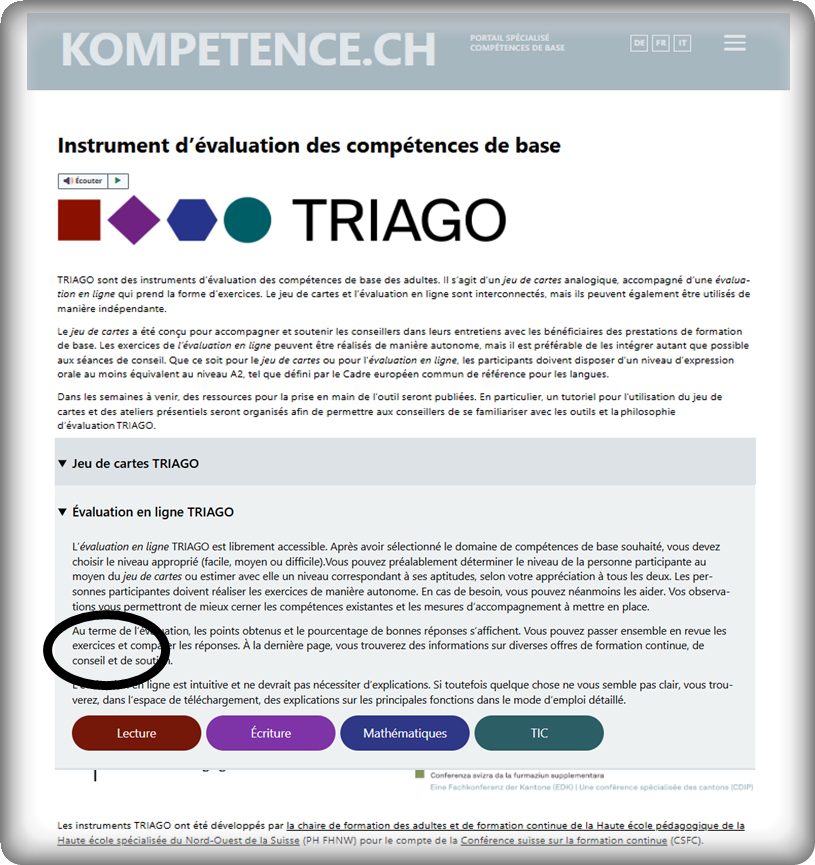 KOMPETENCE.CH
PORTAIL SPÉCIALISÉ
COMPÉTENCES DE BASE
DE FR IT
Instrument d'évaluation des compétences de base
Écouter
TRIAGO
TRIAGO sont des instruments d'évaluation des compétences de base des adultes. Il s'agit d'un jeu de cartes analogique, accompagné d'une évalua-
tion en ligne qui prend la forme d'exercices. Le jeu de cartes et l'évaluation en ligne sont interconnectés, mais ils peuvent également être utilisés de
manière indépendante.
Le jeu de cartes a été conçu pour accompagner et soutenir les conseillers dans leurs entretiens avec les bénéficiaires des prestations de formation
de base. Les exercices de l'évaluation en ligne peuvent être réalisés de manière autonome, mais il est préférable de les intégrer autant que possible
aux séances de conseil. Que ce soit pour le jeu de cartes ou pour l'évaluation en ligne, les participants doivent disposer d'un niveau d'expression
orale au moins équivalent au niveau A2, tel que défini par le Cadre européen commun de référence pour les langues.
Dans les semaines à venir, des ressources pour la prise en main de l'outil seront publiées. En particulier, un tutoriel pour l'utilisation du jeu de
cartes et des ateliers présentiels seront organisés afin de permettre aux conseillers de se familiariser avec les outils et la philosophie
d'évaluation TRIAGO.
▼ Jeu de cartes TRIAGO
▼ Évaluation en ligne TRIAGO
L'évaluation en ligne TRIAGO est librement accessible. Après avoir sélectionné le domaine de compétences de base souhaité, vous devez
choisir le niveau approprié (facile, moyen ou difficile).Vous pouvez préalablement déterminer le niveau de la personne participante au
moyen du jeu de cartes ou estimer avec elle un niveau correspondant à ses aptitudes, selon votre appréciation à tous les deux. Les per-
sonnes participantes doivent réaliser les exercices de manière autonome. En cas de besoin, vous pouvez néanmoins les aider. Vos observa-
tions vous permettront de mieux cerner les compétences existantes et les mesures d'accompagnement à mettre en place.
Au terme de l'évaluation, les points obtenus et le pourcentage de bonnes réponses s'affichent. Vous pouvez passer ensemble en revue les
exercices et comparer les réponses. À la dernière page, vous trouverez des informations sur diverses offres de formation continue, de
conseil et de soutien.
L'évaluation en ligne est intuitive et ne devrait pas nécessiter d'explications. Si toutefois quelque chose ne vous semble pas clair, vous trou-
verez, dans l'espace de téléchargement, des explications sur les principales fonctions dans le mode d'emploi détaillé.
Lecture Écriture Mathématiques TIC
Conferenza svizra da la furmaziun supplementara
Eine Fachkonferenz der Kantone (EDK) | Une conférence spécialisée des cantons (CDIP)
Les instruments TRIAGO ont été développés par la chaire de formation des adultes et de formation continue de la Haute école pédagogique de la
Haute école spécialisée du Nord-Ouest de la Suisse (PH FHNW) pour le compte de la Conférence suisse sur la formation continue (CSFC).